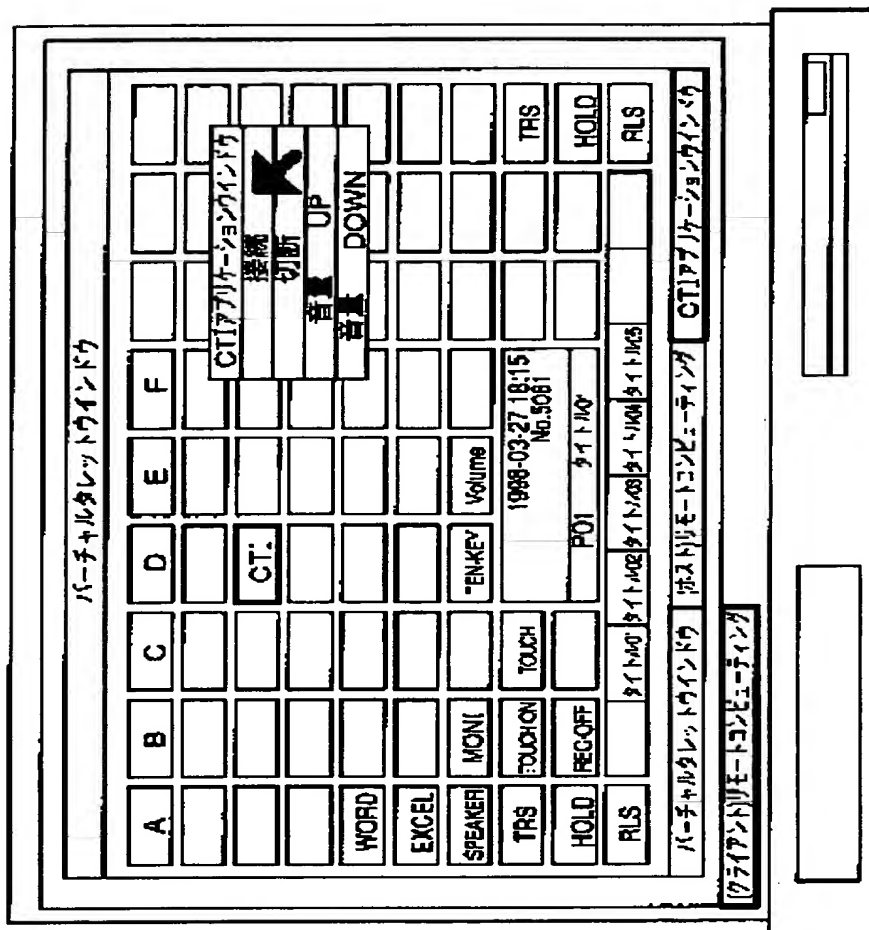 バーチャルタレットウインドウ
A B C D E F
CTI
CTIアプリケーションウインドウ
接続
切断
音量 UP
音量 DOWN
WORD
EXCEL
SPEAKER MONI TEN-KEY Volume
TRS TOUCH ON TOUCH 1998-03-27 18:15 TRS
No.5081
HOLD REC-OFF P01 タイトル01 HOLD
RLS タイトル01 タイトル02 タイトル03 タイトル04 タイトル05 RLS
バーチャルタレットウインドウ [ホスト]リモートコンピューティング CTIアプリケーションウインドウ
[クライアント]リモートコンピューティング